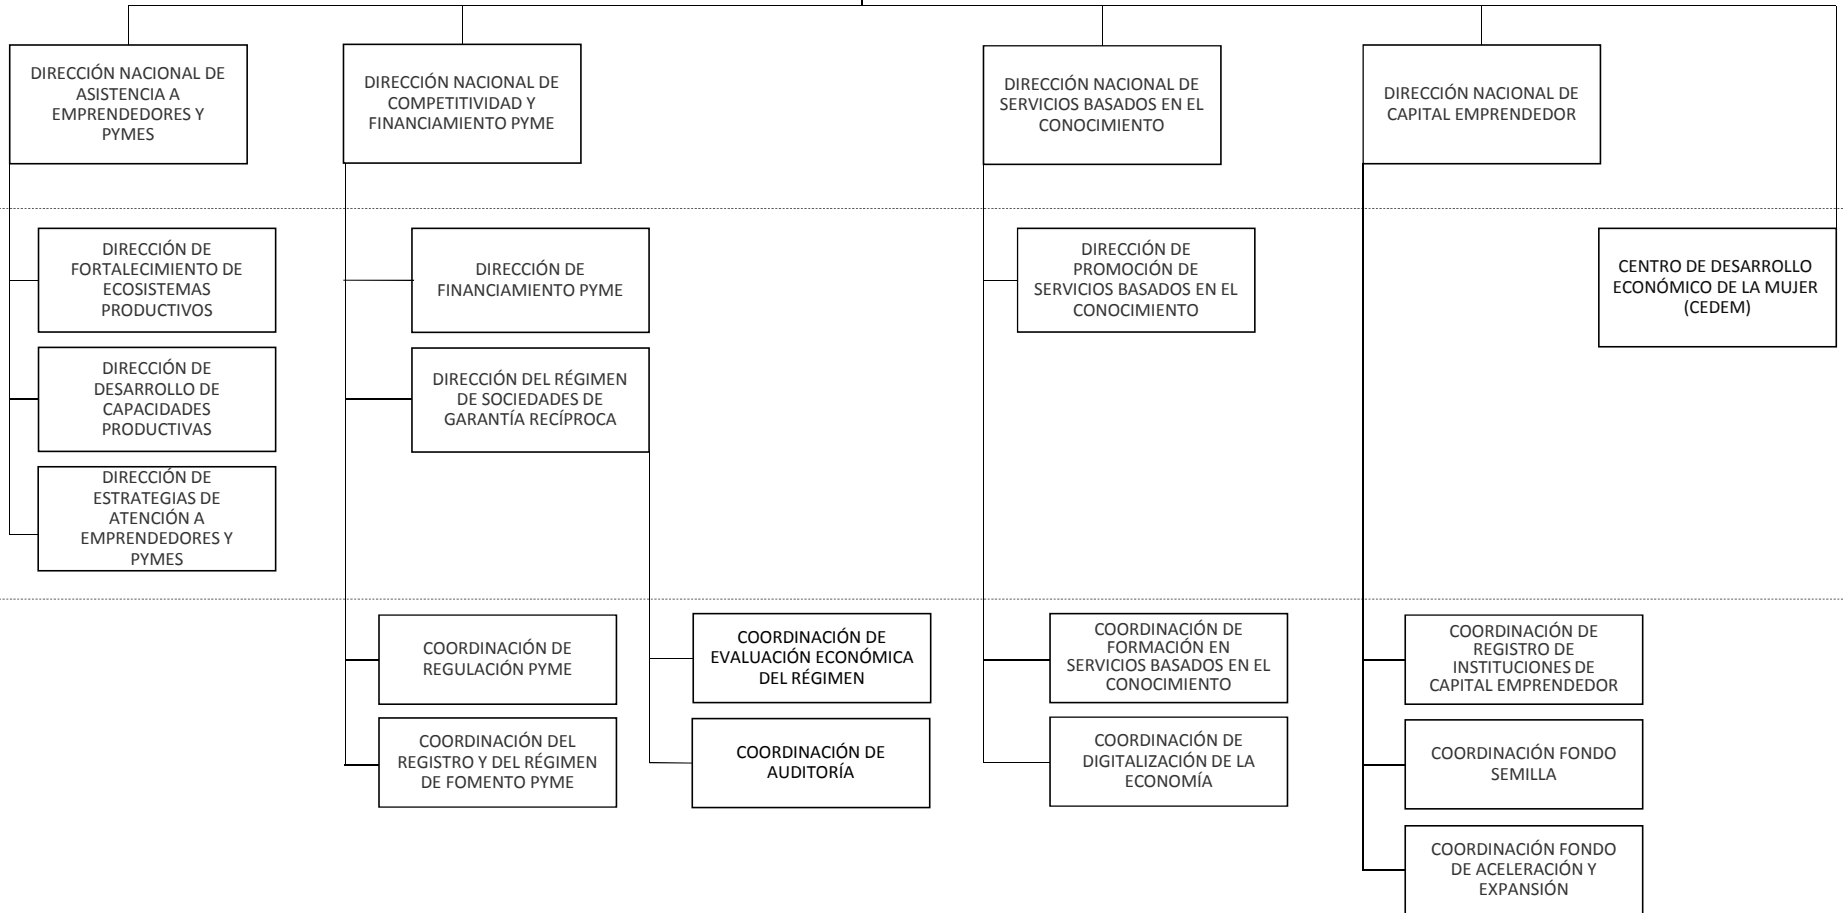 DIRECCIÓN NACIONAL DE
ASISTENCIA A
EMPRENDEDORES Y
PYMES
DIRECCIÓN NACIONAL DE
COMPETITIVIDAD Y
FINANCIAMIENTO PYME
DIRECCIÓN NACIONAL DE
SERVICIOS BASADOS EN EL
CONOCIMIENTO
DIRECCIÓN NACIONAL DE
CAPITAL EMPRENDEDOR
DIRECCIÓN DE
FORTALECIMIENTO DE
ECOSISTEMAS
PRODUCTIVOS
DIRECCIÓN DE
FINANCIAMIENTO PYME
DIRECCIÓN DE
PROMOCIÓN DE
SERVICIOS BASADOS EN EL
CONOCIMIENTO
CENTRO DE DESARROLLO
ECONÓMICO DE LA MUJER
(CEDEM)
DIRECCIÓN DE
DESARROLLO DE
CAPACIDADES
PRODUCTIVAS
DIRECCIÓN DEL RÉGIMEN
DE SOCIEDADES DE
GARANTÍA RECÍPROCA
DIRECCIÓN DE
ESTRATEGIAS DE
ATENCIÓN A
EMPRENDEDORES Y
PYMES
COORDINACIÓN DE
REGULACIÓN PYME
COORDINACIÓN DE
EVALUACIÓN ECONÓMICA
DEL RÉGIMEN
COORDINACIÓN DE
FORMACIÓN EN
SERVICIOS BASADOS EN EL
CONOCIMIENTO
COORDINACIÓN DE
REGISTRO DE
INSTITUCIONES DE
CAPITAL EMPRENDEDOR
COORDINACIÓN DEL
REGISTRO Y DEL RÉGIMEN
DE FOMENTO PYME
COORDINACIÓN DE
AUDITORÍA
COORDINACIÓN DE
DIGITALIZACIÓN DE LA
ECONOMÍA
COORDINACIÓN FONDO
SEMILLA
COORDINACIÓN FONDO
DE ACELERACIÓN Y
EXPANSIÓN